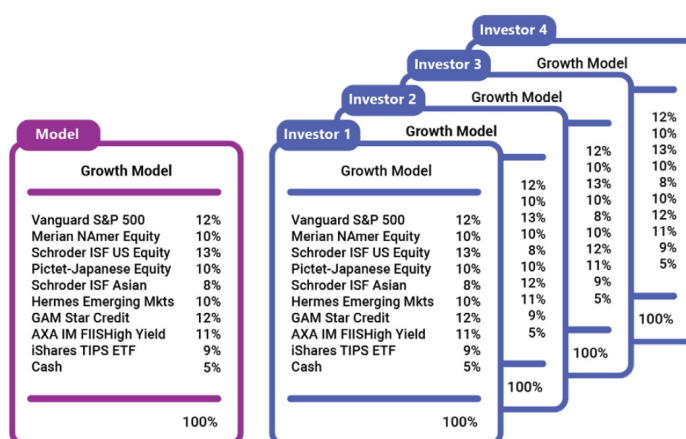 Model
Growth Model
Vanguard S&P 500 12%
Merian NAmer Equity 10%
Schroder ISF US Equity 13%
Pictet-Japanese Equity 10%
Schroder ISF Asian 8%
Hermes Emerging Mkts 10%
GAM Star Credit 12%
AXA IM FIISHigh Yield 11%
iShares TIPS ETF 9%
Cash 5%
100%
Investor 1
Growth Model
Vanguard S&P 500 12%
Merian NAmer Equity 10%
Schroder ISF US Equity 13%
Pictet-Japanese Equity 10%
Schroder ISF Asian 8%
Hermes Emerging Mkts 10%
GAM Star Credit 12%
AXA IM FIISHigh Yield 11%
iShares TIPS ETF 9%
Cash 5%
100%
Investor 2
Growth Model
12%
10%
13%
10%
8%
10%
12%
11%
9%
5%
100%
Investor 3
Growth Model
12%
10%
13%
10%
8%
10%
12%
11%
9%
5%
100%
Investor 4
Growth Model
12%
10%
13%
10%
8%
10%
12%
11%
9%
5%
100%